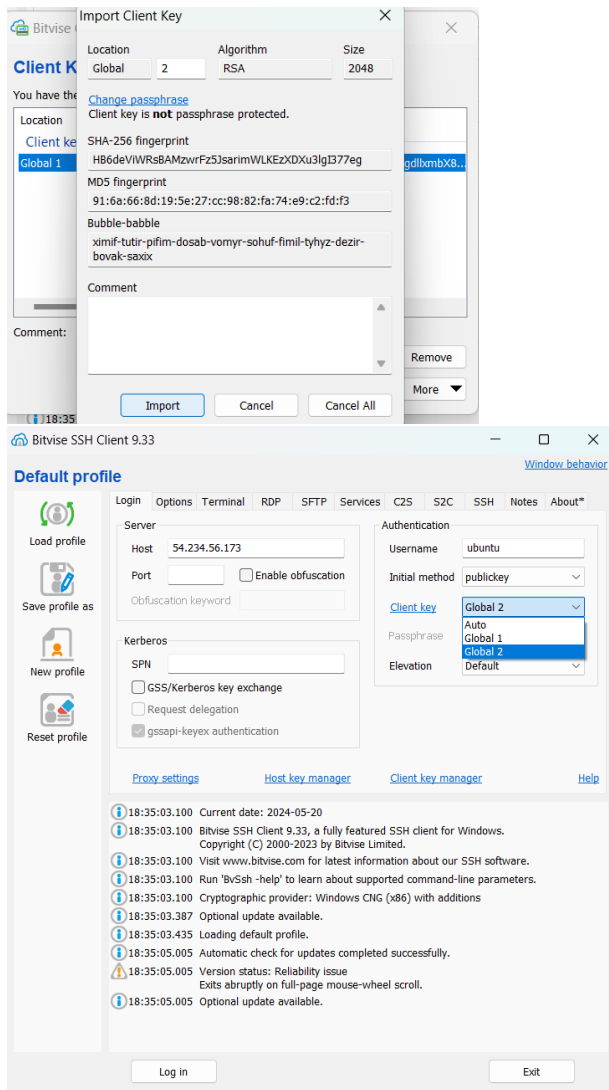 Import Client Key
Bitvise
Client K
You have the
Location
Client ke
Global 1
gdllxmbX8...
Comment:
Remove
More
18:35
Location Algorithm Size
Global 2 RSA 2048
Change passphrase
Client key is not passphrase protected.
SHA-256 fingerprint
HB6deViWRsBAMzwrFz5JsarimWLKEzXDXu3lgI377eg
MD5 fingerprint
91:6a:66:8d:19:5e:27:cc:98:82:fa:74:e9:c2:fd:f3
Bubble-babble
ximif-tutir-pifim-dosab-vomyr-sohuf-fimil-tyhyz-dezir-
bovak-saxix
Comment
Import Cancel Cancel All
Bitvise SSH Client 9.33
Window behavior
Default profile
Load profile
Save profile as
New profile
Reset profile
Login Options Terminal RDP SFTP Services C2S S2C SSH Notes About*
Server
Host 54.234.56.173
Port Enable obfuscation
Obfuscation keyword
Kerberos
SPN
GSS/Kerberos key exchange
Request delegation
gssapi-keyex authentication
Authentication
Username ubuntu
Initial method publickey
Client key Global 2
Auto
Passphrase Global 1
Global 2
Elevation Default
Proxy settings Host key manager Client key manager Help
18:35:03.100 Current date: 2024-05-20
18:35:03.100 Bitvise SSH Client 9.33, a fully featured SSH client for Windows.
Copyright (C) 2000-2023 by Bitvise Limited.
18:35:03.100 Visit www.bitvise.com for latest information about our SSH software.
18:35:03.100 Run 'BvSsh -help' to learn about supported command-line parameters.
18:35:03.100 Cryptographic provider: Windows CNG (x86) with additions
18:35:03.387 Optional update available.
18:35:03.435 Loading default profile.
18:35:05.005 Automatic check for updates completed successfully.
18:35:05.005 Version status: Reliability issue
Exits abruptly on full-page mouse-wheel scroll.
18:35:05.005 Optional update available.
Log in Exit